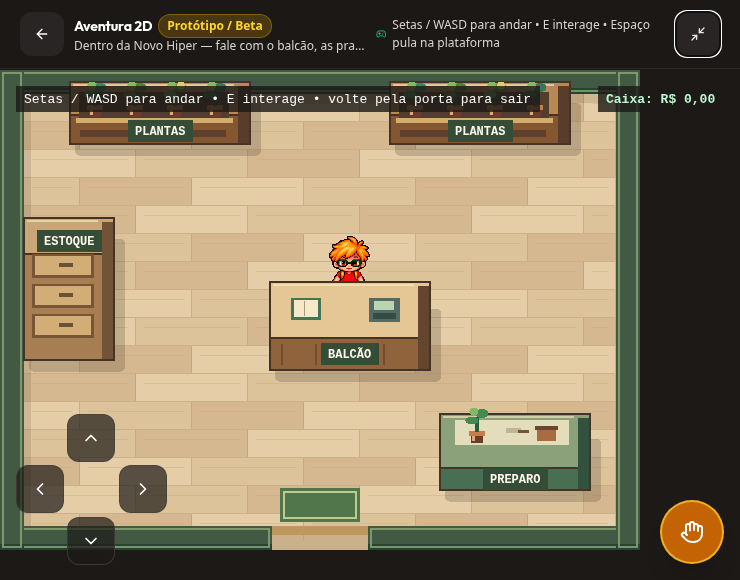 Aventura 2D
Protótipo / Beta
Dentro da Novo Hiper — fale com o balcão, as pra...
Setas / WASD para andar • E interage • Espaço
pula na plataforma
Setas / WASD para andar • E interage • volte pela porta para sair
Caixa: R$ 0,00
PLANTAS
PLANTAS
ESTOQUE
BALCÃO
PREPARO